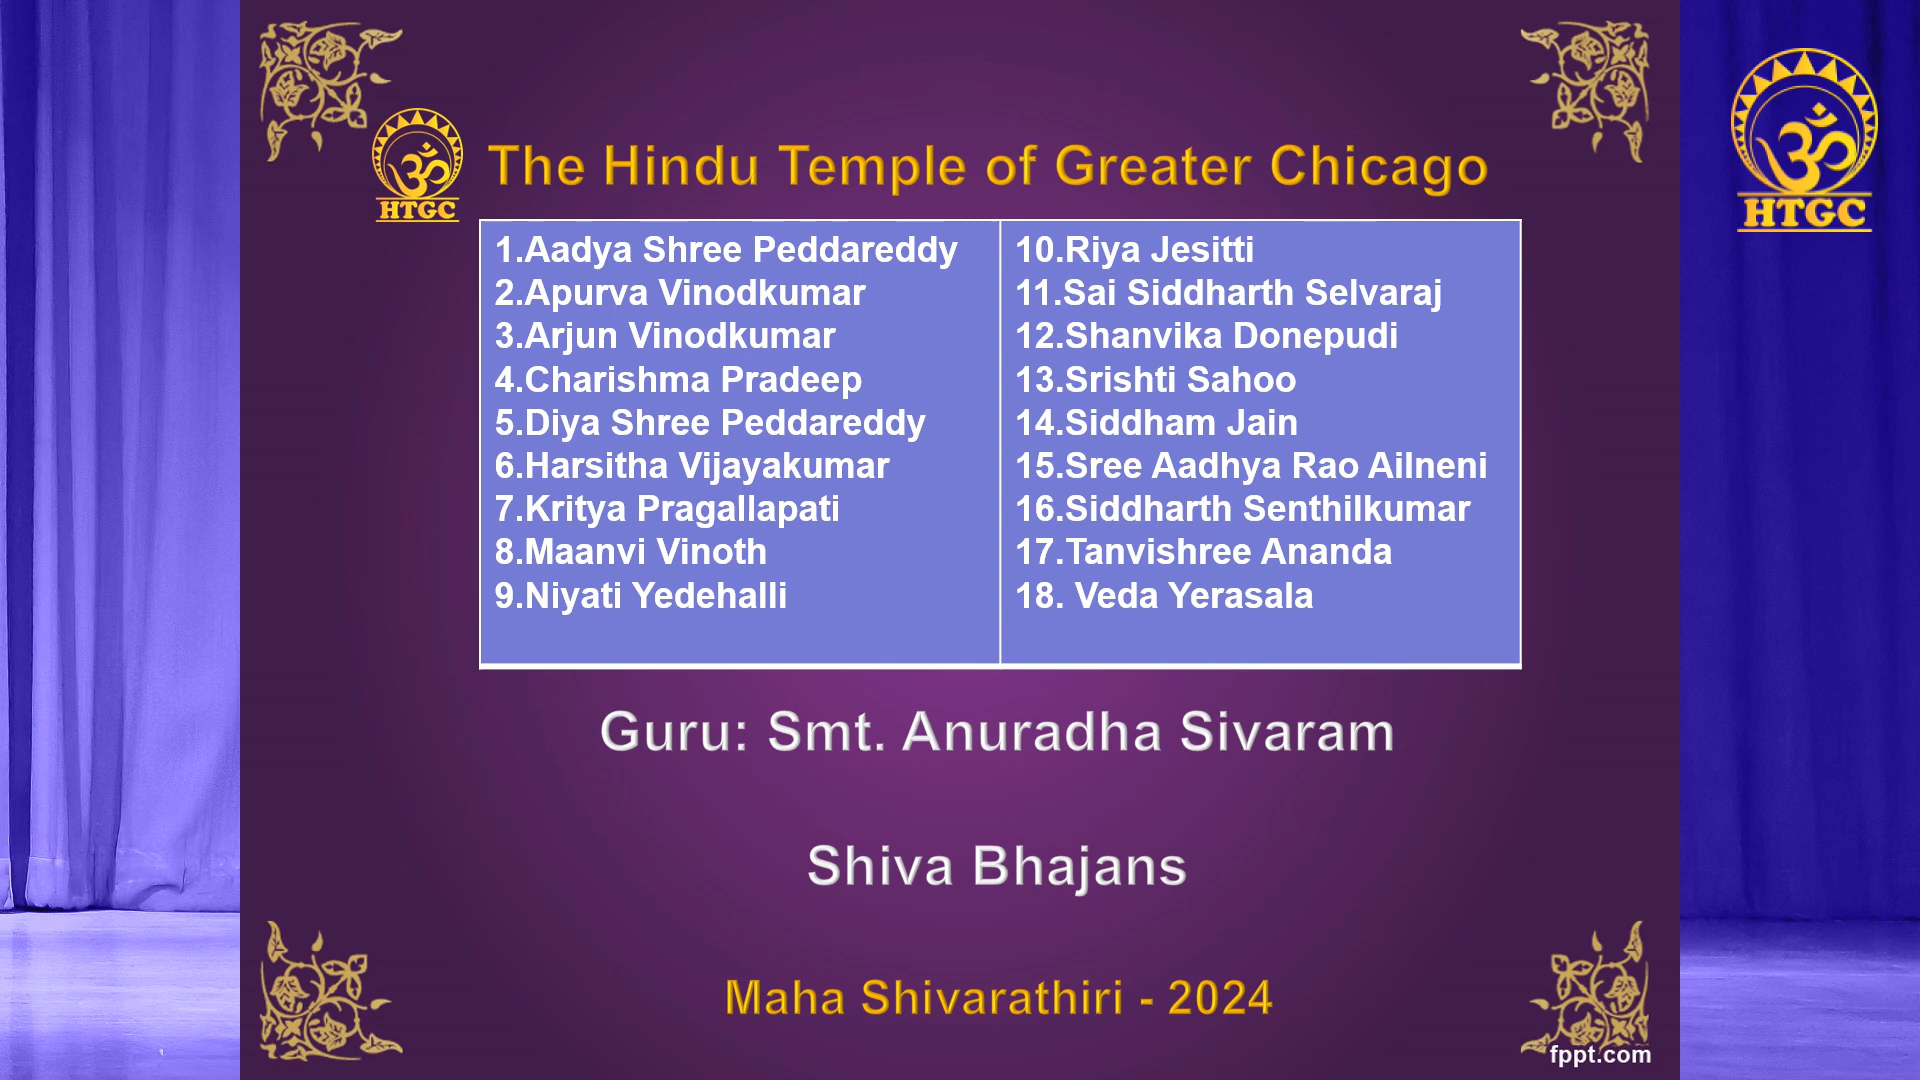 The Hindu Temple of Greater Chicago
ॐ
HTGC
ॐ
HTGC
1.Aadya Shree Peddareddy
2.Apurva Vinodkumar
3.Arjun Vinodkumar
4.Charishma Pradeep
5.Diya Shree Peddareddy
6.Harsitha Vijayakumar
7.Kritya Pragallapati
8.Maanvi Vinoth
9.Niyati Yedehalli
10.Riya Jesitti
11.Sai Siddharth Selvaraj
12.Shanvika Donepudi
13.Srishti Sahoo
14.Siddham Jain
15.Sree Aadhya Rao Ailneni
16.Siddharth Senthilkumar
17.Tanvishree Ananda
18. Veda Yerasala
Guru: Smt. Anuradha Sivaram
Shiva Bhajans
Maha Shivarathiri - 2024
fppt.com